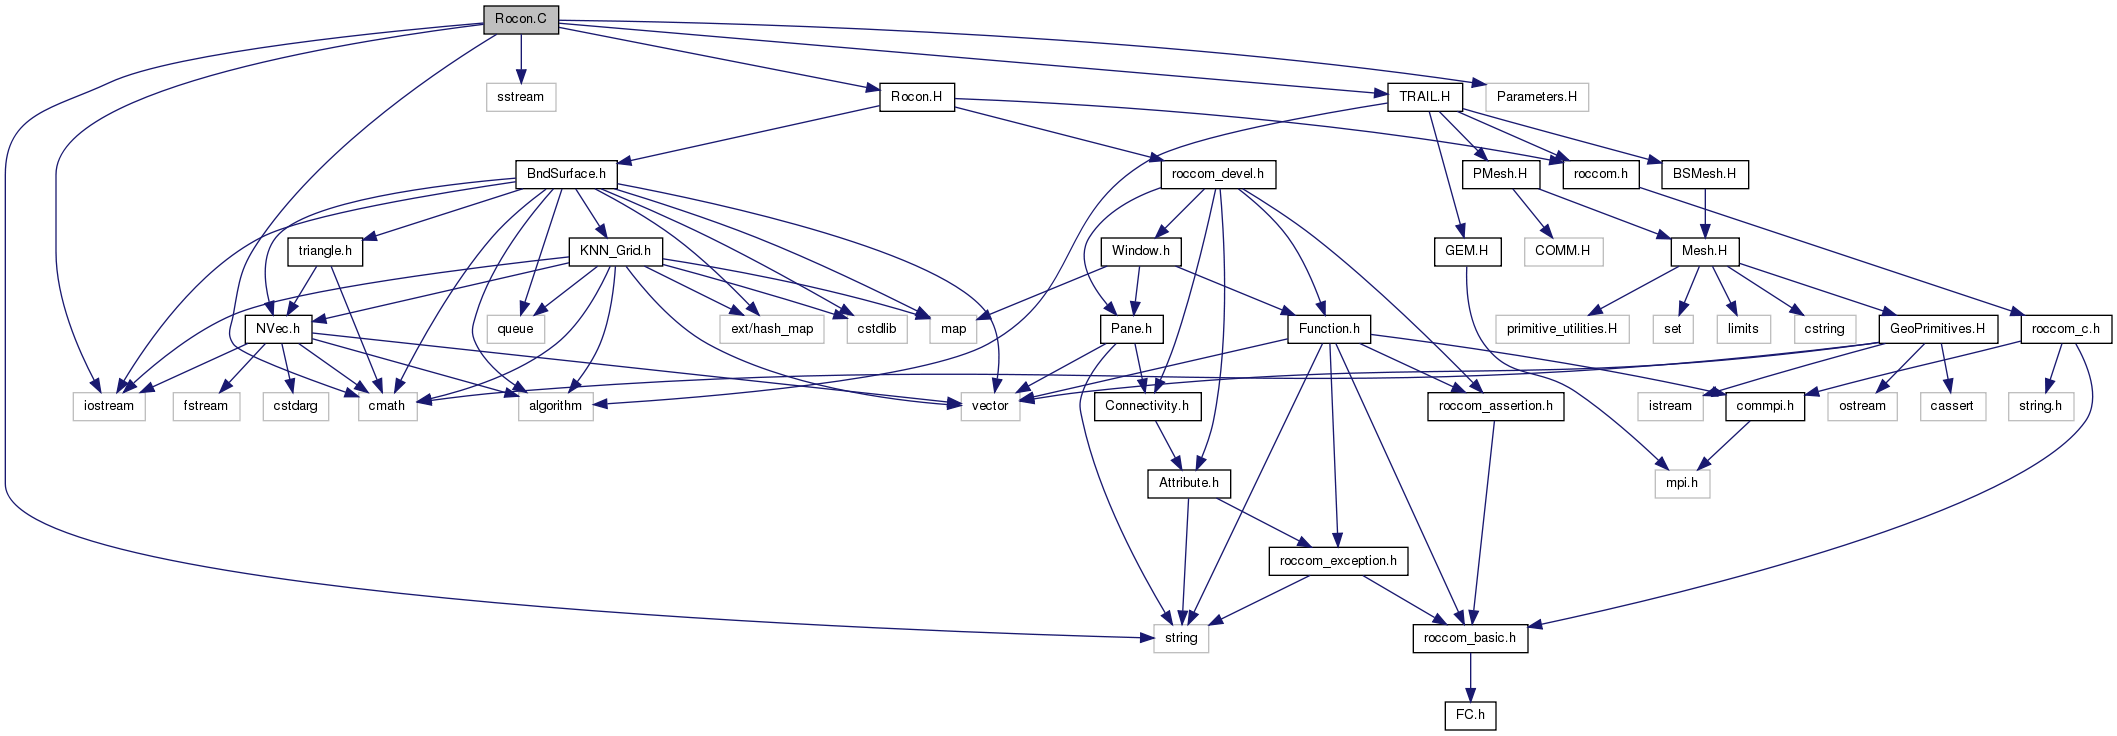 Rocon.C
sstream
Rocon.H
TRAIL.H
Parameters.H
BndSurface.h
roccom_devel.h
PMesh.H
roccom.h
BSMesh.H
triangle.h
KNN_Grid.h
Window.h
GEM.H
COMM.H
Mesh.H
NVec.h
queue
ext/hash_map
cstdlib
map
Pane.h
Function.h
primitive_utilities.H
set
limits
cstring
GeoPrimitives.H
roccom_c.h
iostream
fstream
cstdarg
cmath
algorithm
vector
Connectivity.h
roccom_assertion.h
istream
commpi.h
ostream
cassert
string.h
Attribute.h
mpi.h
roccom_exception.h
string
roccom_basic.h
FC.h